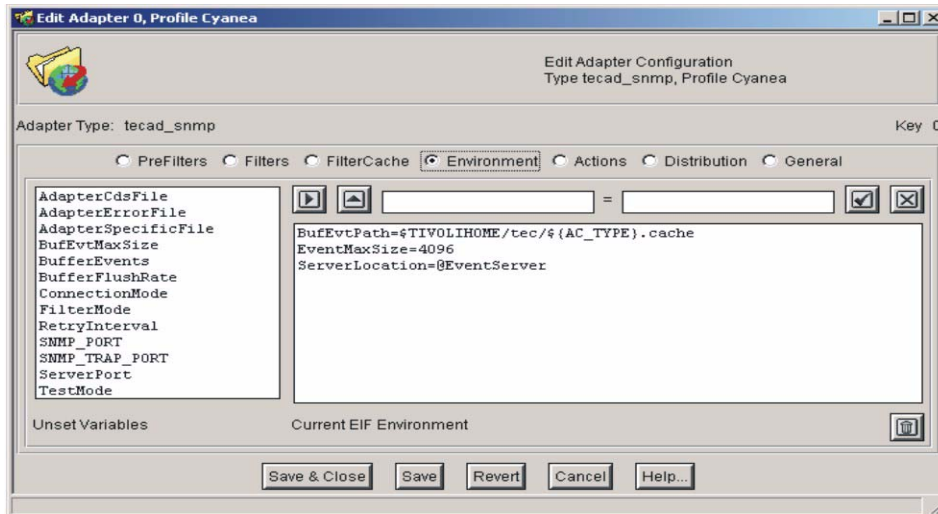 Edit Adapter 0, Profile Cyanea
Edit Adapter Configuration
Type tecad_snmp, Profile Cyanea
Adapter Type: tecad_snmp
Key 0
PreFilters Filters FilterCache Environment Actions Distribution General
AdapterCdsFile
AdapterErrorFile
AdapterSpecificFile
BufEvtMaxSize
BufferEvents
BufferFlushRate
ConnectionMode
FilterMode
RetryInterval
SNMP_PORT
SNMP_TRAP_PORT
ServerPort
TestMode
=
BufEvtPath=$TIVOLIHOME/tec/${AC_TYPE}.cache
EventMaxSize=4096
ServerLocation=@EventServer
Unset Variables
Current EIF Environment
Save & Close Save Revert Cancel Help...